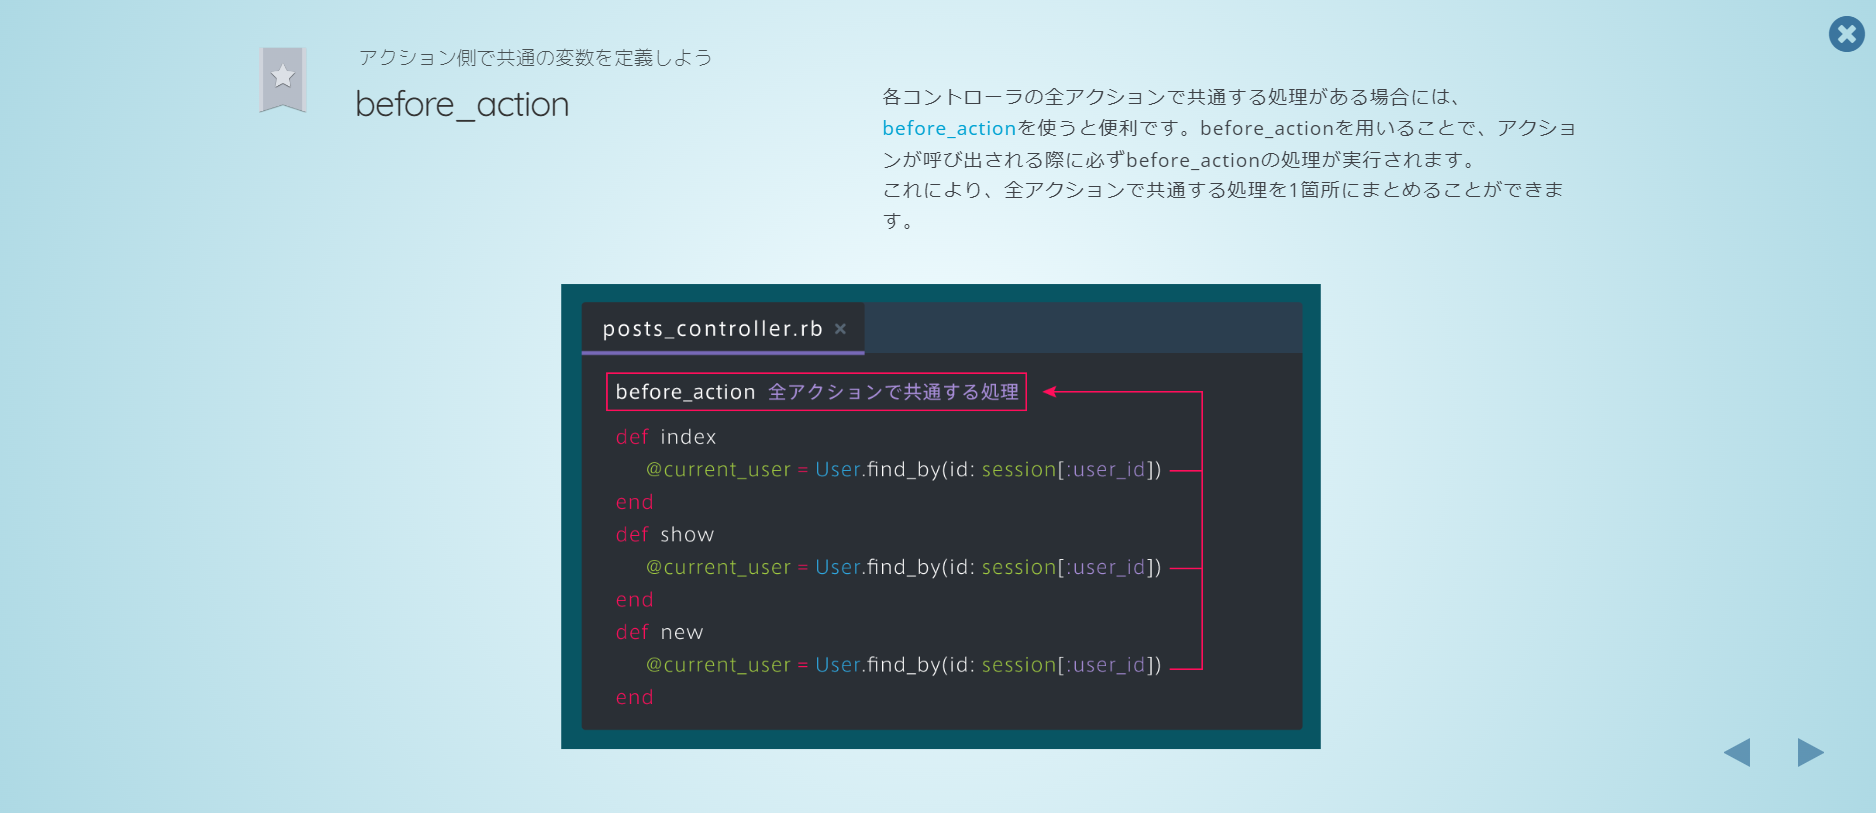 アクション側で共通の変数を定義しよう
before_action
各コントローラの全アクションで共通する処理がある場合には、
before_actionを使うと便利です。before_actionを用いることで、アクショ
ンが呼び出される際に必ずbefore_actionの処理が実行されます。
これにより、全アクションで共通する処理を1箇所にまとめることができま
す。
posts_controller.rb ×
before_action 全アクションで共通する処理
def index
@current_user = User.find_by(id: session[:user_id])
end
def show
@current_user = User.find_by(id: session[:user_id])
end
def new
@current_user = User.find_by(id: session[:user_id])
end